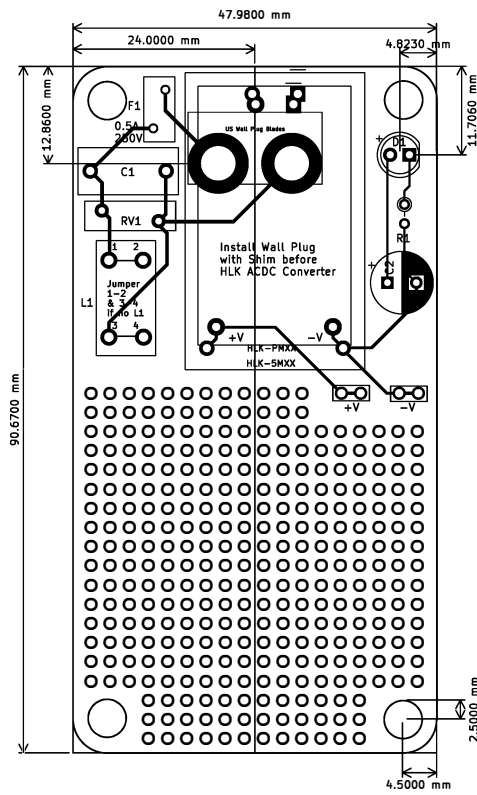 47.9800 mm
24.0000 mm
4.8230 mm
12.8600 mm
11.7060 mm
F1
0.5A
250V
US Wall Plug Blades
+
D1
C1
RV1
R1
1 2
Install Wall Plug
with Shim before
HLK ACDC Converter
+
C2
Jumper
1-2
& 3-4
if no L1
L1
3 4
+V
-V
HLK-PMXX
HLK-5MXX
+V
-V
90.6700 mm
2.5000 mm
4.5000 mm